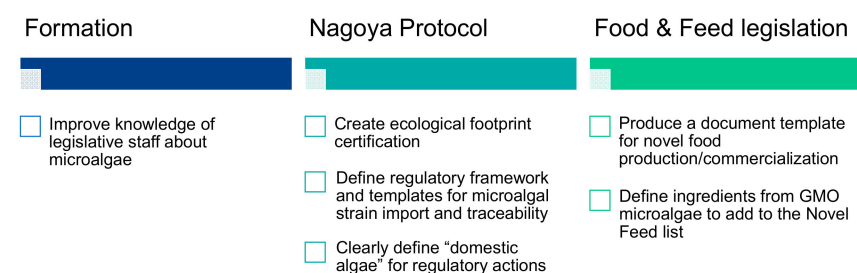 Formation
Improve knowledge of
legislative staff about
microalgae
Nagoya Protocol
Create ecological footprint
certification
Define regulatory framework
and templates for microalgal
strain import and traceability
Clearly define “domestic
algae” for regulatory actions
Food & Feed legislation
Produce a document template
for novel food
production/commercialization
Define ingredients from GMO
microalgae to add to the Novel
Feed list